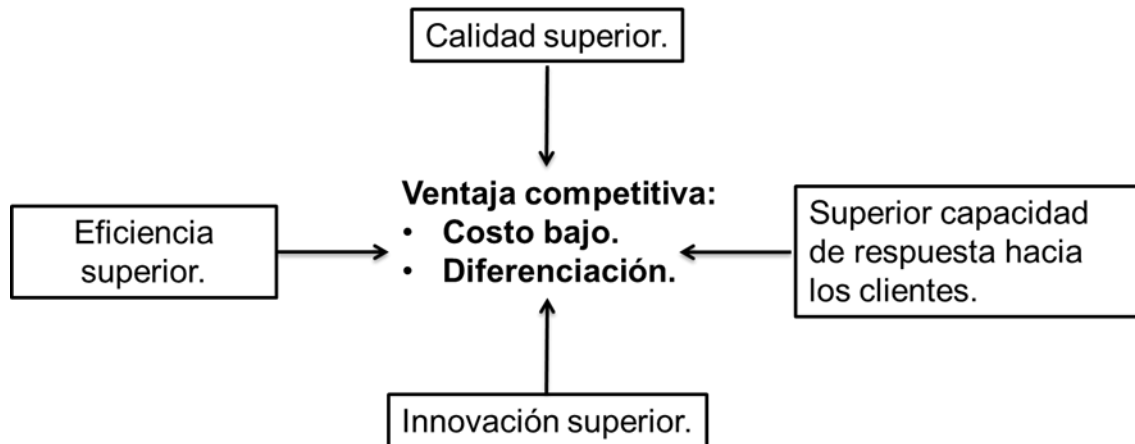 Calidad superior.
Ventaja competitiva:
• Costo bajo.
• Diferenciación.
Eficiencia
superior.
Superior capacidad
de respuesta hacia
los clientes.
Innovación superior.